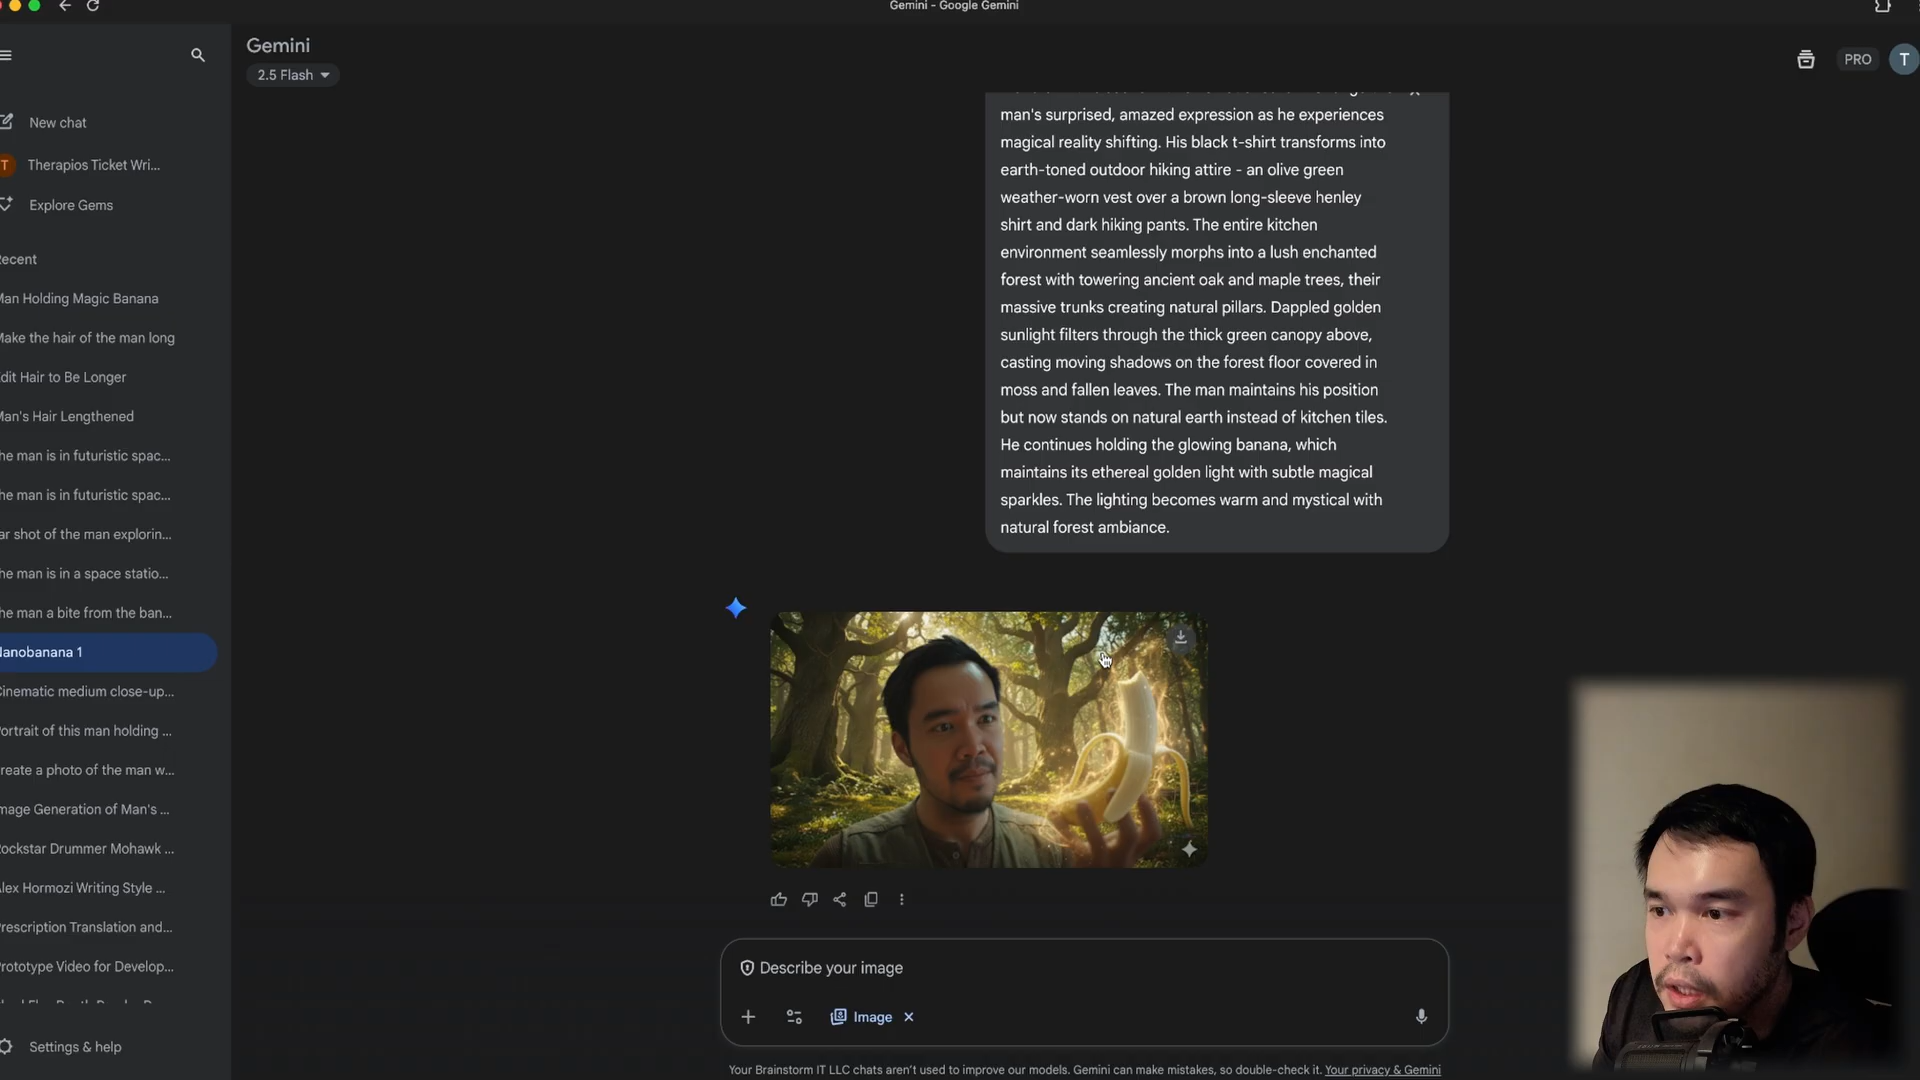 Gemini - Google Gemini
Gemini
2.5 Flash
PRO
T
New chat
T
Therapios Ticket Wri...
Explore Gems
Recent
Man Holding Magic Banana
Make the hair of the man long
Edit Hair to Be Longer
Man's Hair Lengthened
he man is in futuristic spac...
he man is in futuristic spac...
ar shot of the man explorin...
he man is in a space statio...
he man a bite from the ban...
Nanobanana 1
Cinematic medium close-up...
Portrait of this man holding ...
reate a photo of the man w...
mage Generation of Man's ...
Rockstar Drummer Mohawk ...
Alex Hormozi Writing Style ...
Prescription Translation and...
Prototype Video for Develop...
Settings & help
man's surprised, amazed expression as he experiences
magical reality shifting. His black t-shirt transforms into
earth-toned outdoor hiking attire - an olive green
weather-worn vest over a brown long-sleeve henley
shirt and dark hiking pants. The entire kitchen
environment seamlessly morphs into a lush enchanted
forest with towering ancient oak and maple trees, their
massive trunks creating natural pillars. Dappled golden
sunlight filters through the thick green canopy above,
casting moving shadows on the forest floor covered in
moss and fallen leaves. The man maintains his position
but now stands on natural earth instead of kitchen tiles.
He continues holding the glowing banana, which
maintains its ethereal golden light with subtle magical
sparkles. The lighting becomes warm and mystical with
natural forest ambiance.
Describe your image
Image
Your Brainstorm IT LLC chats aren't used to improve our models. Gemini can make mistakes, so double-check it. Your privacy & Gemini